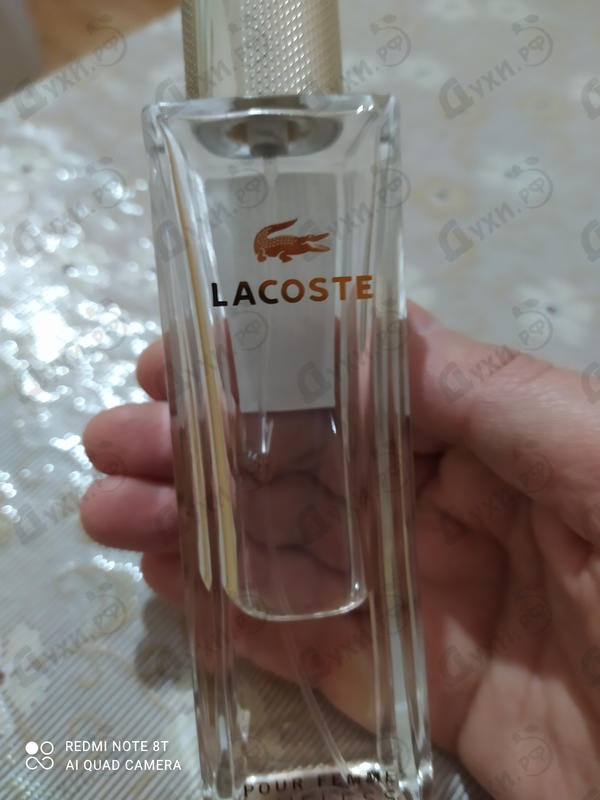 LACOSTE
POUR FEMME
REDMI NOTE 8T
AI QUAD CAMERA
Духи.РФ